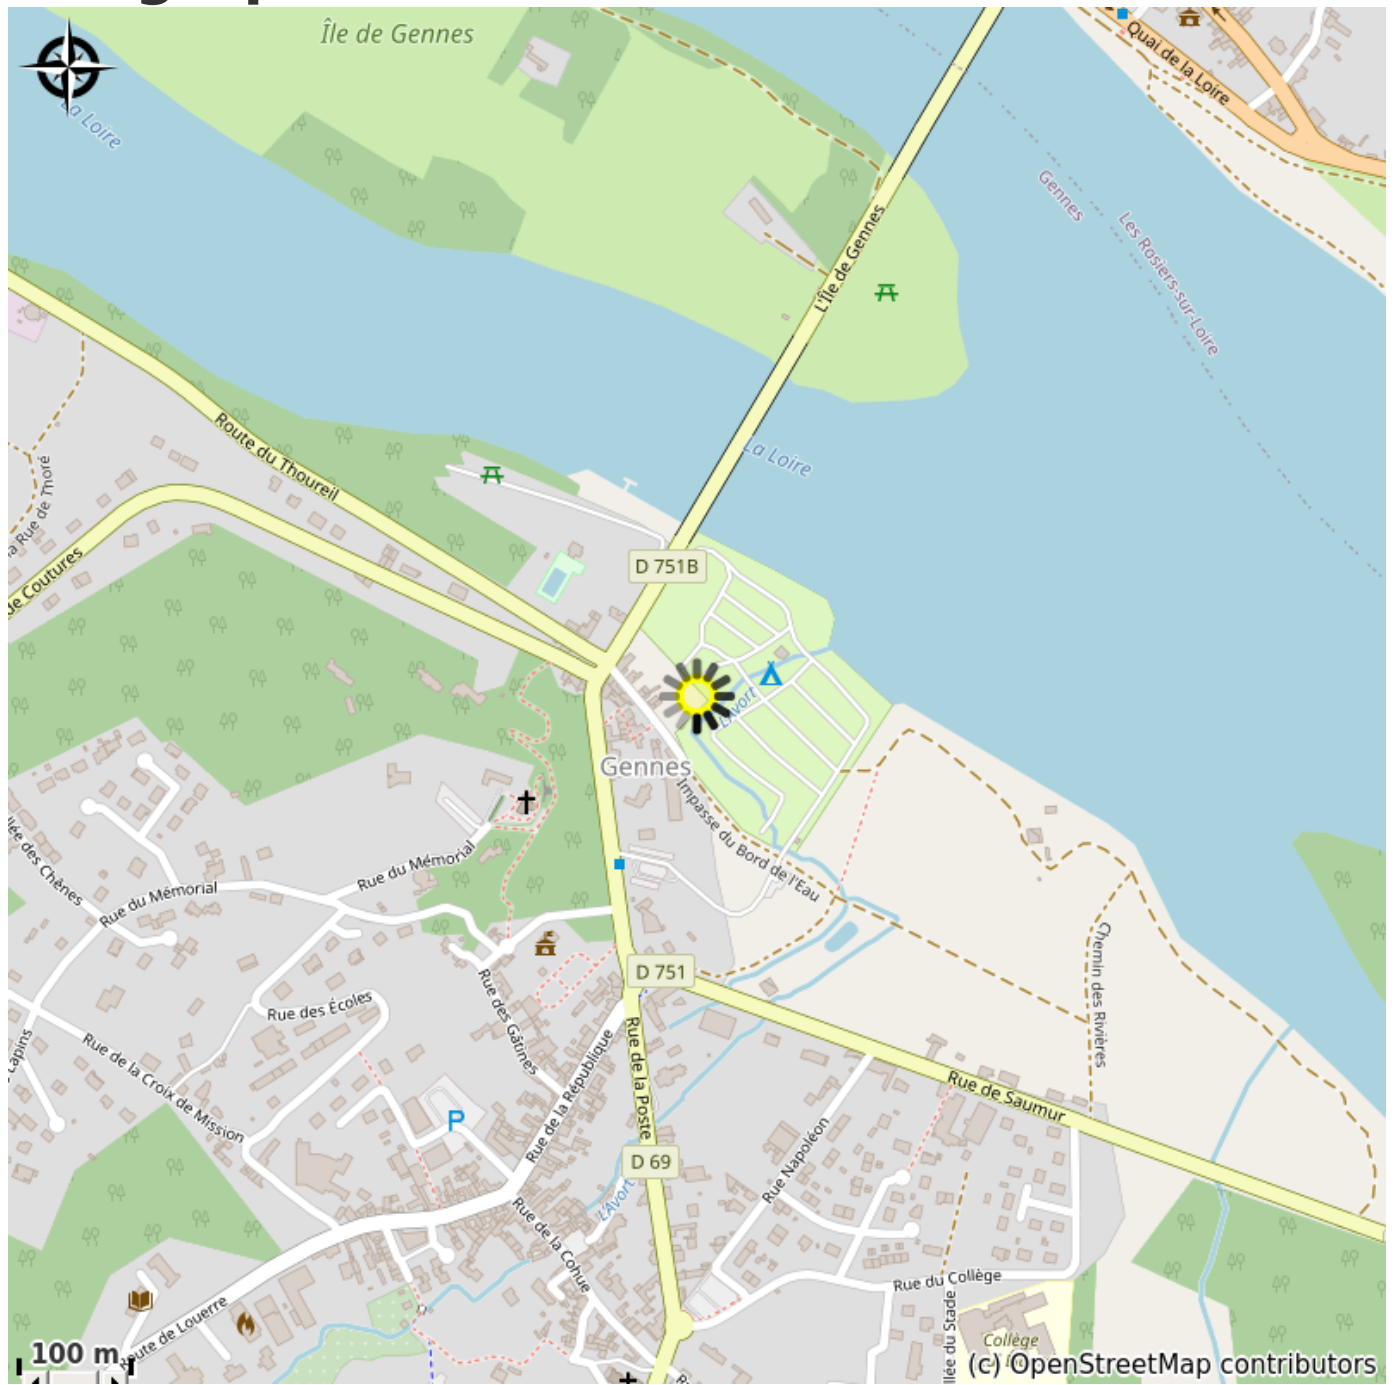 Île de Gennes
Quai de la Loire
La Loire
Gennes
Les Rosiers-sur-Loire
L'Île de Gennes
Route du Thoureil
La Loire
la Rue de Thoré
de Coutures
D 751B
L'Avort
Gennes
Impasse du Bord de l'Eau
Rue du Mémorial
Rue du Mémorial
llée des Chênes
Chemin des Rivières
D 751
Rue des Écoles
Rue des Gâtines
Rue de la Croix de Mission
Lapins
Rue de la République
Rue de la Poste
Rue de Saumur
P
Rue Napoléon
D 69
L'Avort
Rue de la Cohue
Rue du Collège
Route de Louerre
llée du Stade
Collège
100 m
(c) OpenStreetMap contributors